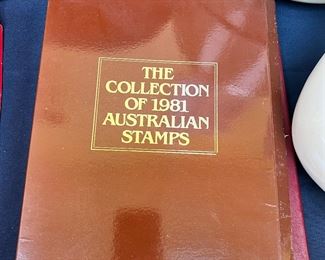 THE
COLLECTION
OF 1981
AUSTRALIAN
STAMPS